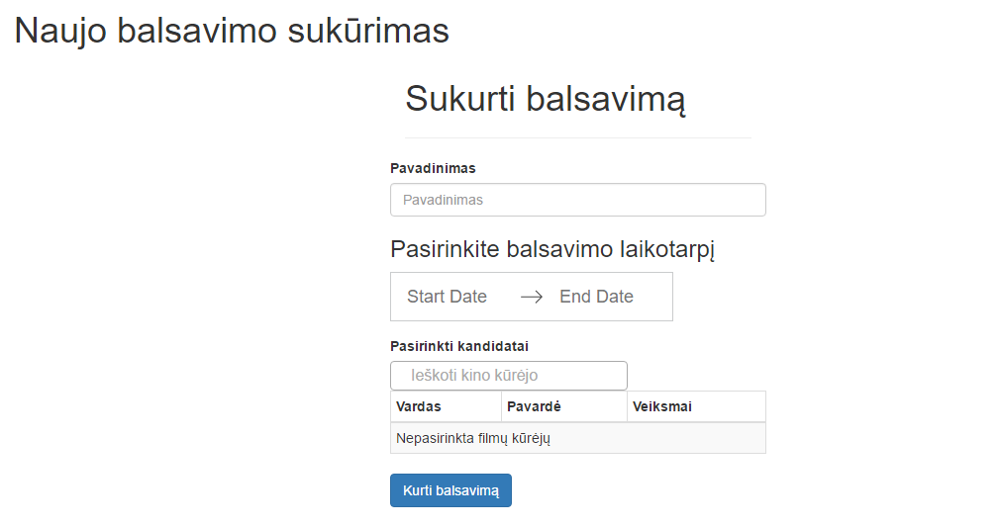 Naujo balsavimo sukūrimas
Sukurti balsavimą
Pavadinimas
Pavadinimas
Pasirinkite balsavimo laikotarpį
Start Date → End Date
Pasirinkti kandidatai
Ieškoti kino kūrėjo
Vardas Pavardė Veiksmai
Nepasirinkta filmų kūrėjų
Kurti balsavimą